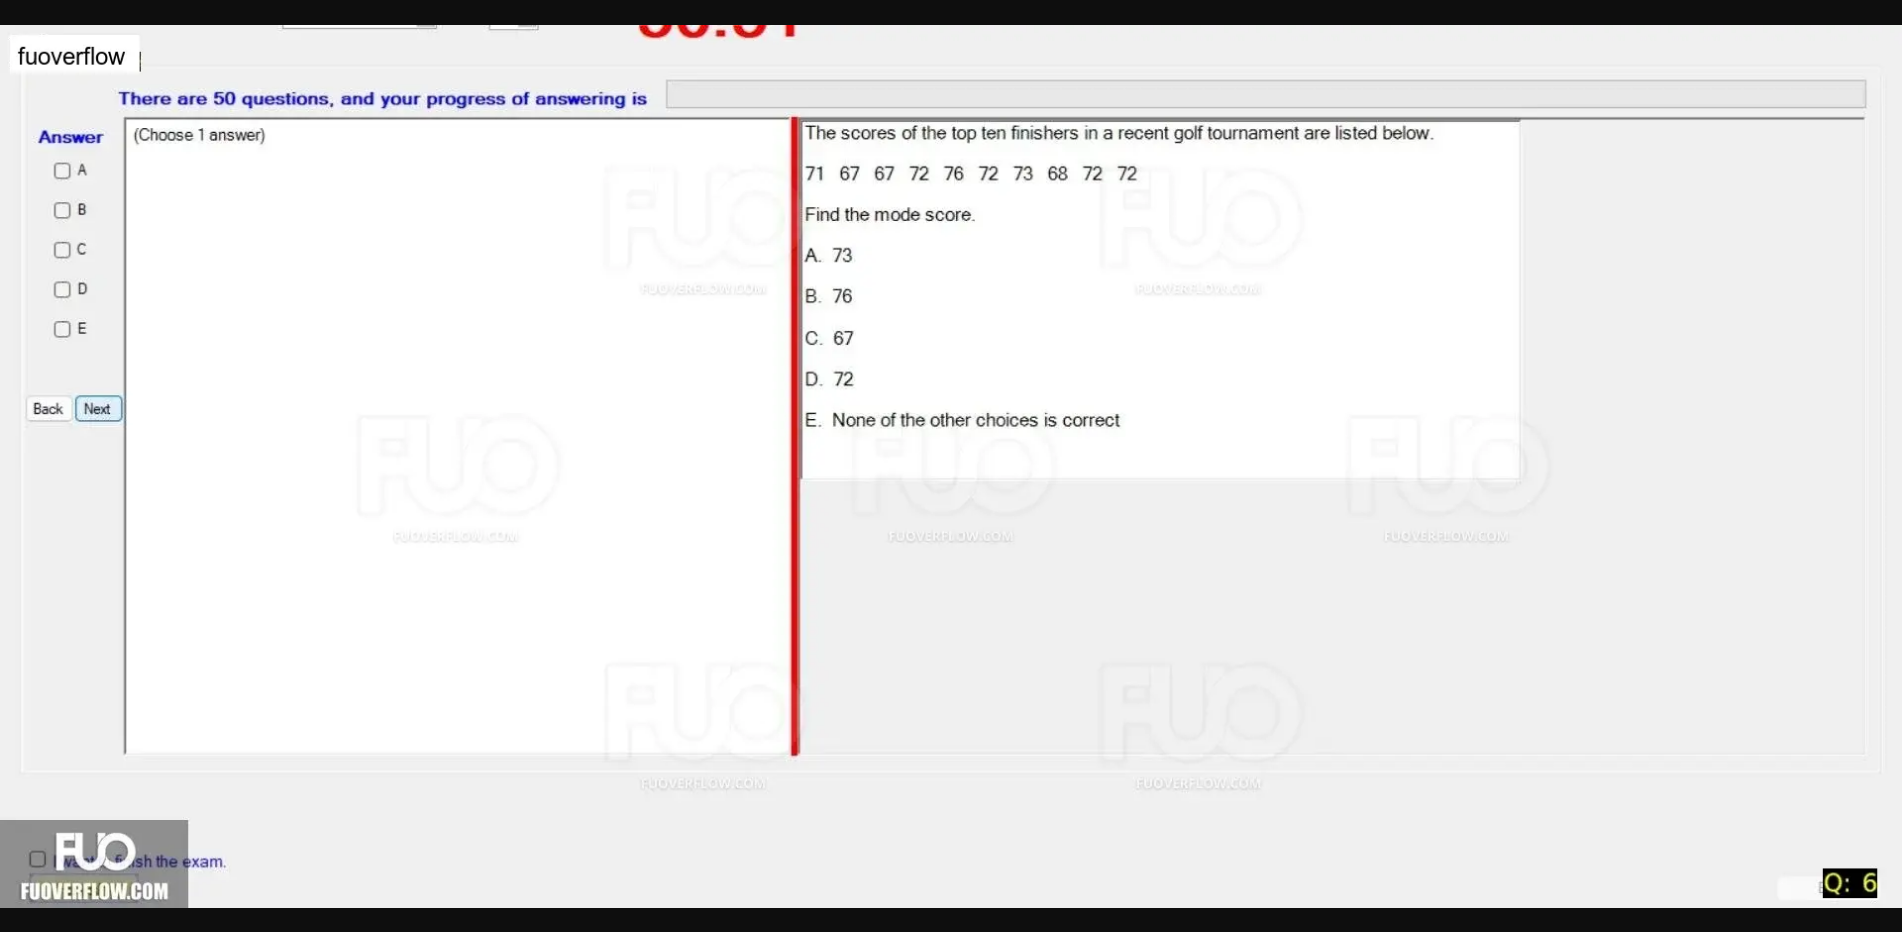 fuoverflow
There are 50 questions, and your progress of answering is
Answer
(Choose 1 answer)
A
B
C
D
E
Back Next
The scores of the top ten finishers in a recent golf tournament are listed below.
71 67 67 72 76 72 73 68 72 72
Find the mode score.
A. 73
B. 76
C. 67
D. 72
E. None of the other choices is correct
FUO
FUOVERFLOW.COM
FUO
FUOVERFLOW.COM
FUO
FUOVERFLOW.COM
FUO
FUOVERFLOW.COM
FUO
FUOVERFLOW.COM
FUO
FUOVERFLOW.COM
FUO
FUOVERFLOW.COM
the exam.
FUO
FUOVERFLOW.COM
Q: 6